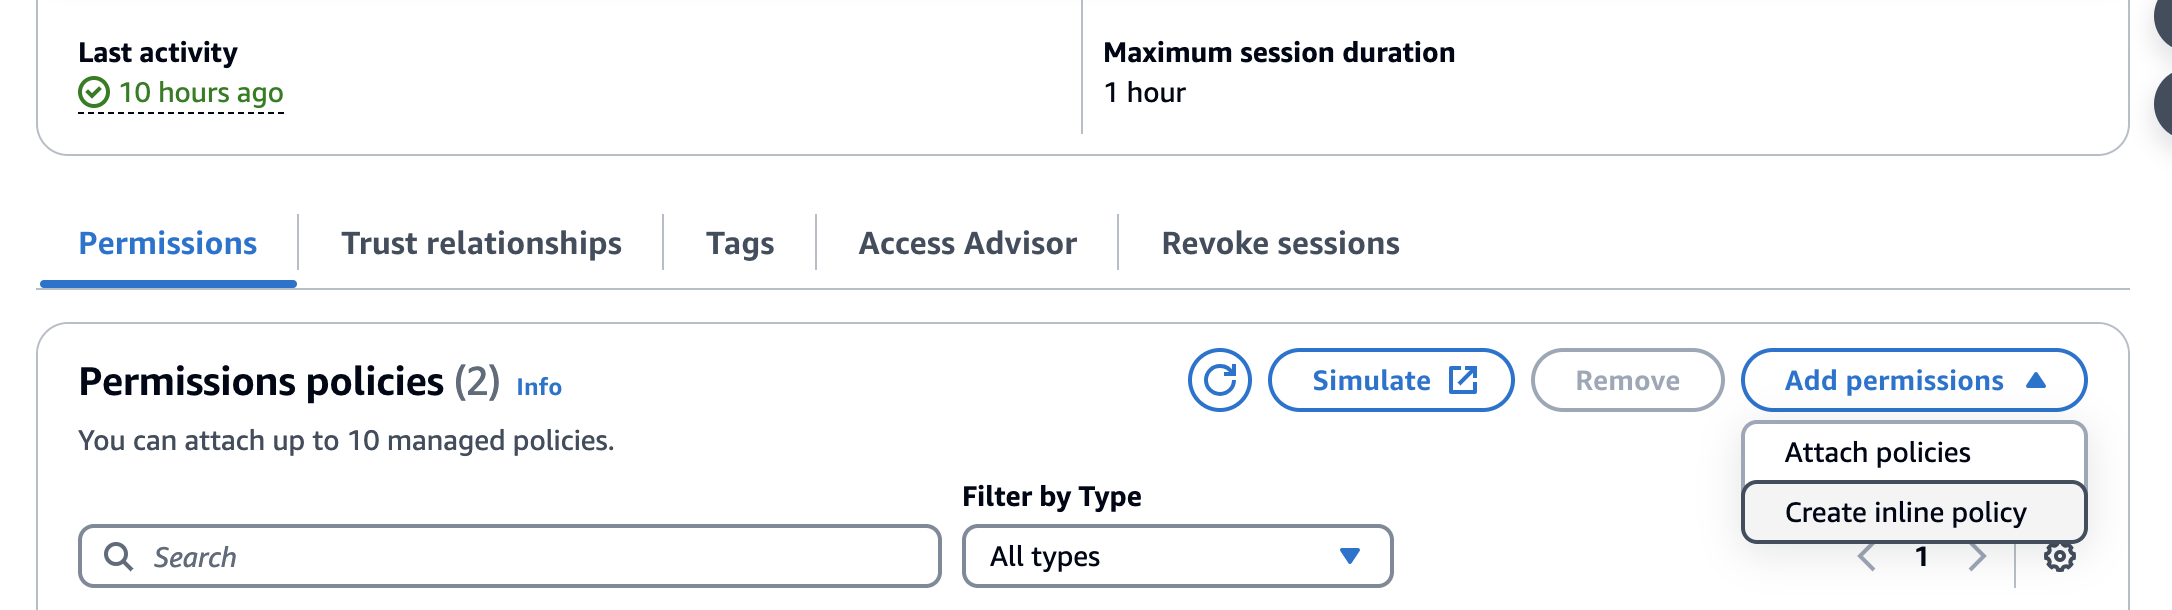 Last activity
10 hours ago
Maximum session duration
1 hour
Permissions
Trust relationships
Tags
Access Advisor
Revoke sessions
Permissions policies (2) Info
Simulate
Remove
Add permissions
You can attach up to 10 managed policies.
Attach policies
Create inline policy
Filter by Type
Search
All types
1